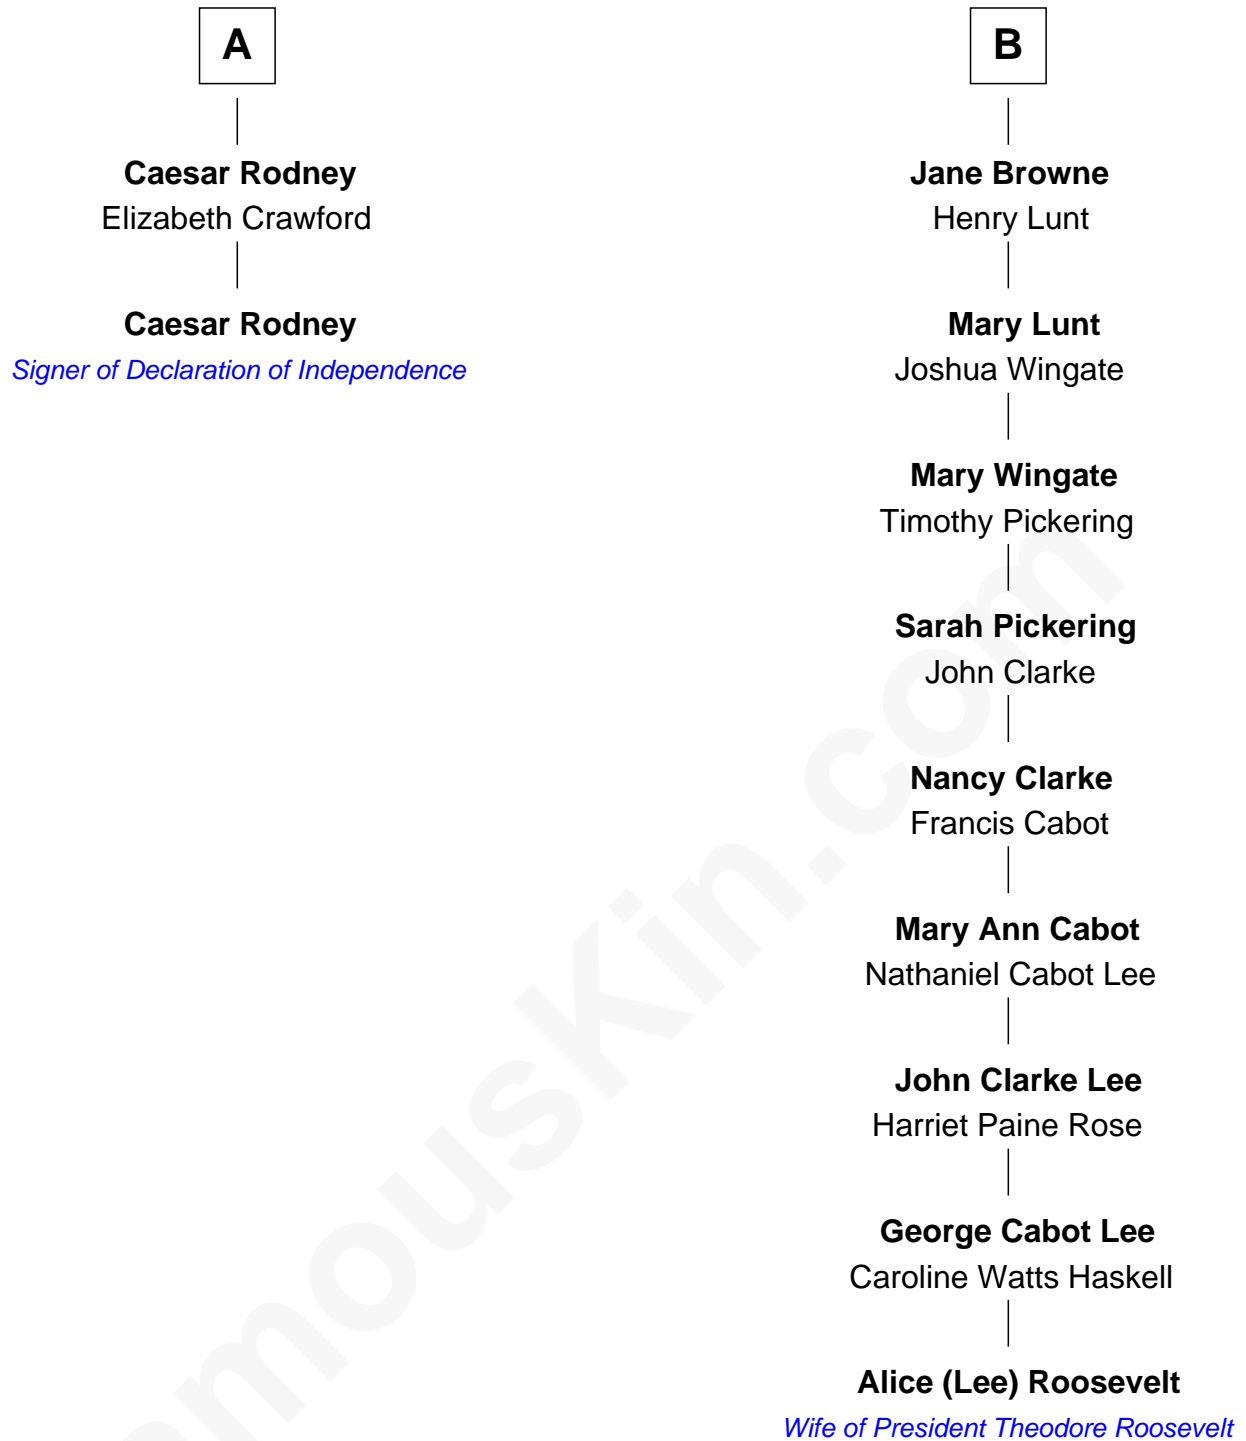 A
Caesar Rodney
Elizabeth Crawford
Caesar Rodney
Signer of Declaration of Independence
B
Jane Browne
Henry Lunt
Mary Lunt
Joshua Wingate
Mary Wingate
Timothy Pickering
Sarah Pickering
John Clarke
Nancy Clarke
Francis Cabot
Mary Ann Cabot
Nathaniel Cabot Lee
John Clarke Lee
Harriet Paine Rose
George Cabot Lee
Caroline Watts Haskell
Alice (Lee) Roosevelt
Wife of President Theodore Roosevelt
amouskin.com